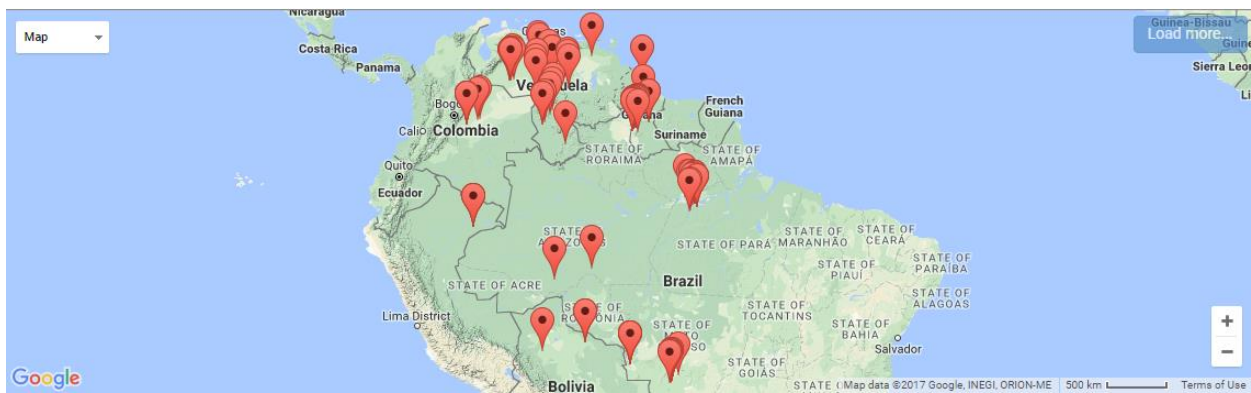 Nicaragua
Guinea-Bissau
Map
Load more...
Costa Rica
Panama
Sierra Leon
Venezuela
French
Guiana
Colombia
Cali
Suriname
STATE OF
RORAIMA
STATE OF
AMAPÁ
Quito
Ecuador
STATE OF PARÁ
STATE OF
MARANHÃO
STATE OF
CEARÁ
STATE OF
PIAUÍ
STATE OF
PARAÍBA
STATE OF ACRE
Brazil
STATE OF
ALAGOAS
Lima District
STATE OF
TOCANTINS
STATE OF
BAHIA
Salvador
STATE OF
GOIÁS
Bolivia
Google
Map data ©2017 Google, INEGI, ORION-ME
500 km
Terms of Use